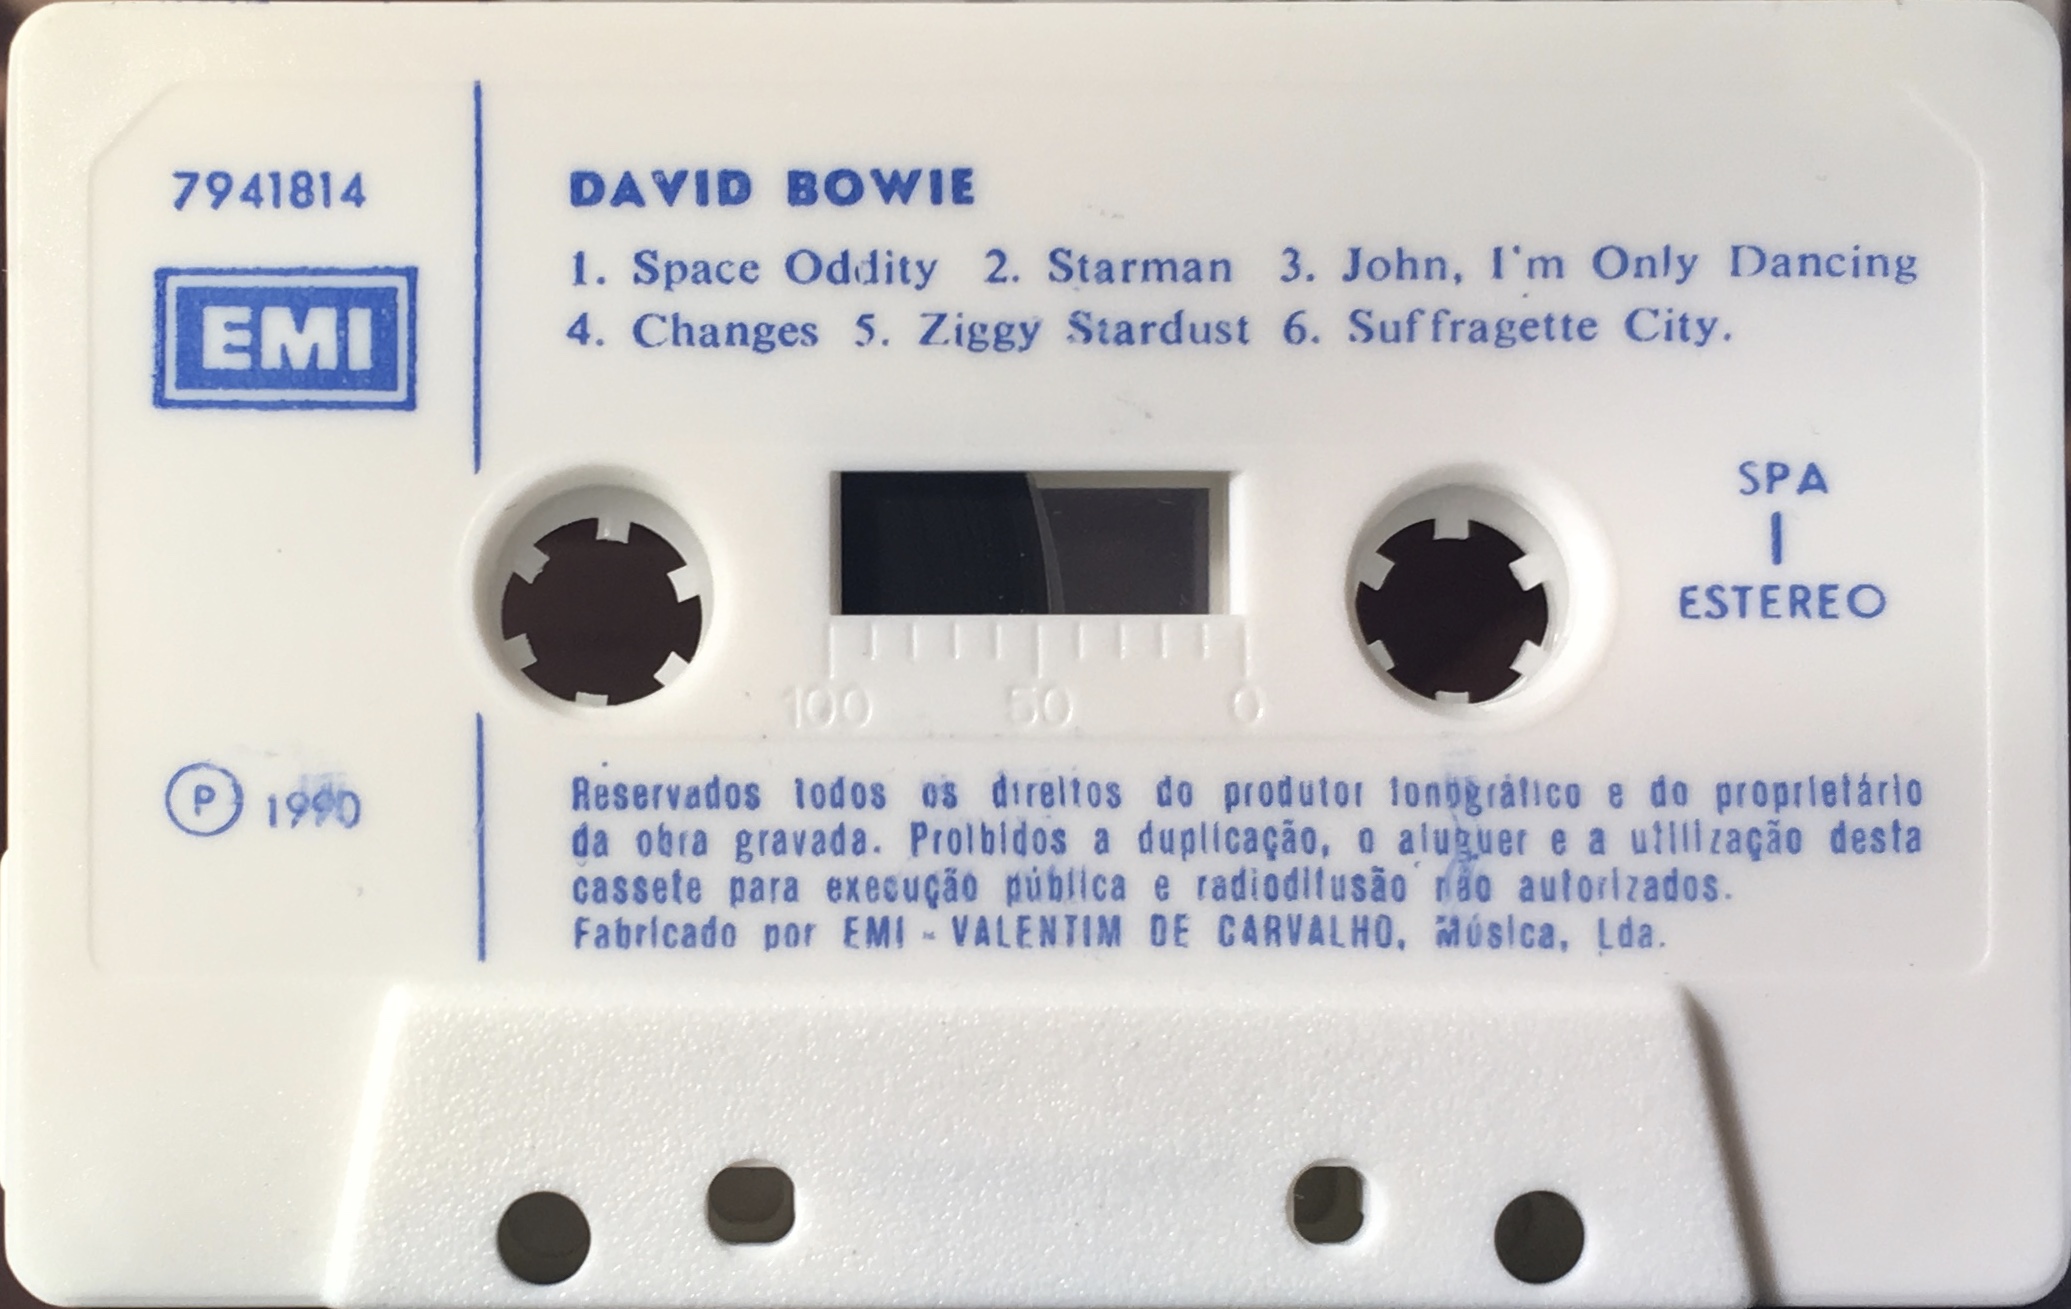 7941814
EMI
DAVID BOWIE
1. Space Oddity 2. Starman 3. John, I'm Only Dancing
4. Changes 5. Ziggy Stardust 6. Suffragette City.
SPA
I
ESTEREO
100 50 0
Ⓟ 1990
Reservados todos os direitos do produtor fonográfico e do proprietário
da obra gravada. Proibidos a duplicação, o aluguer e a utilização desta
cassete para execução pública e radiodifusão não autorizados.
Fabricado por EMI - VALENTIM DE CARVALHO, Música, Lda.